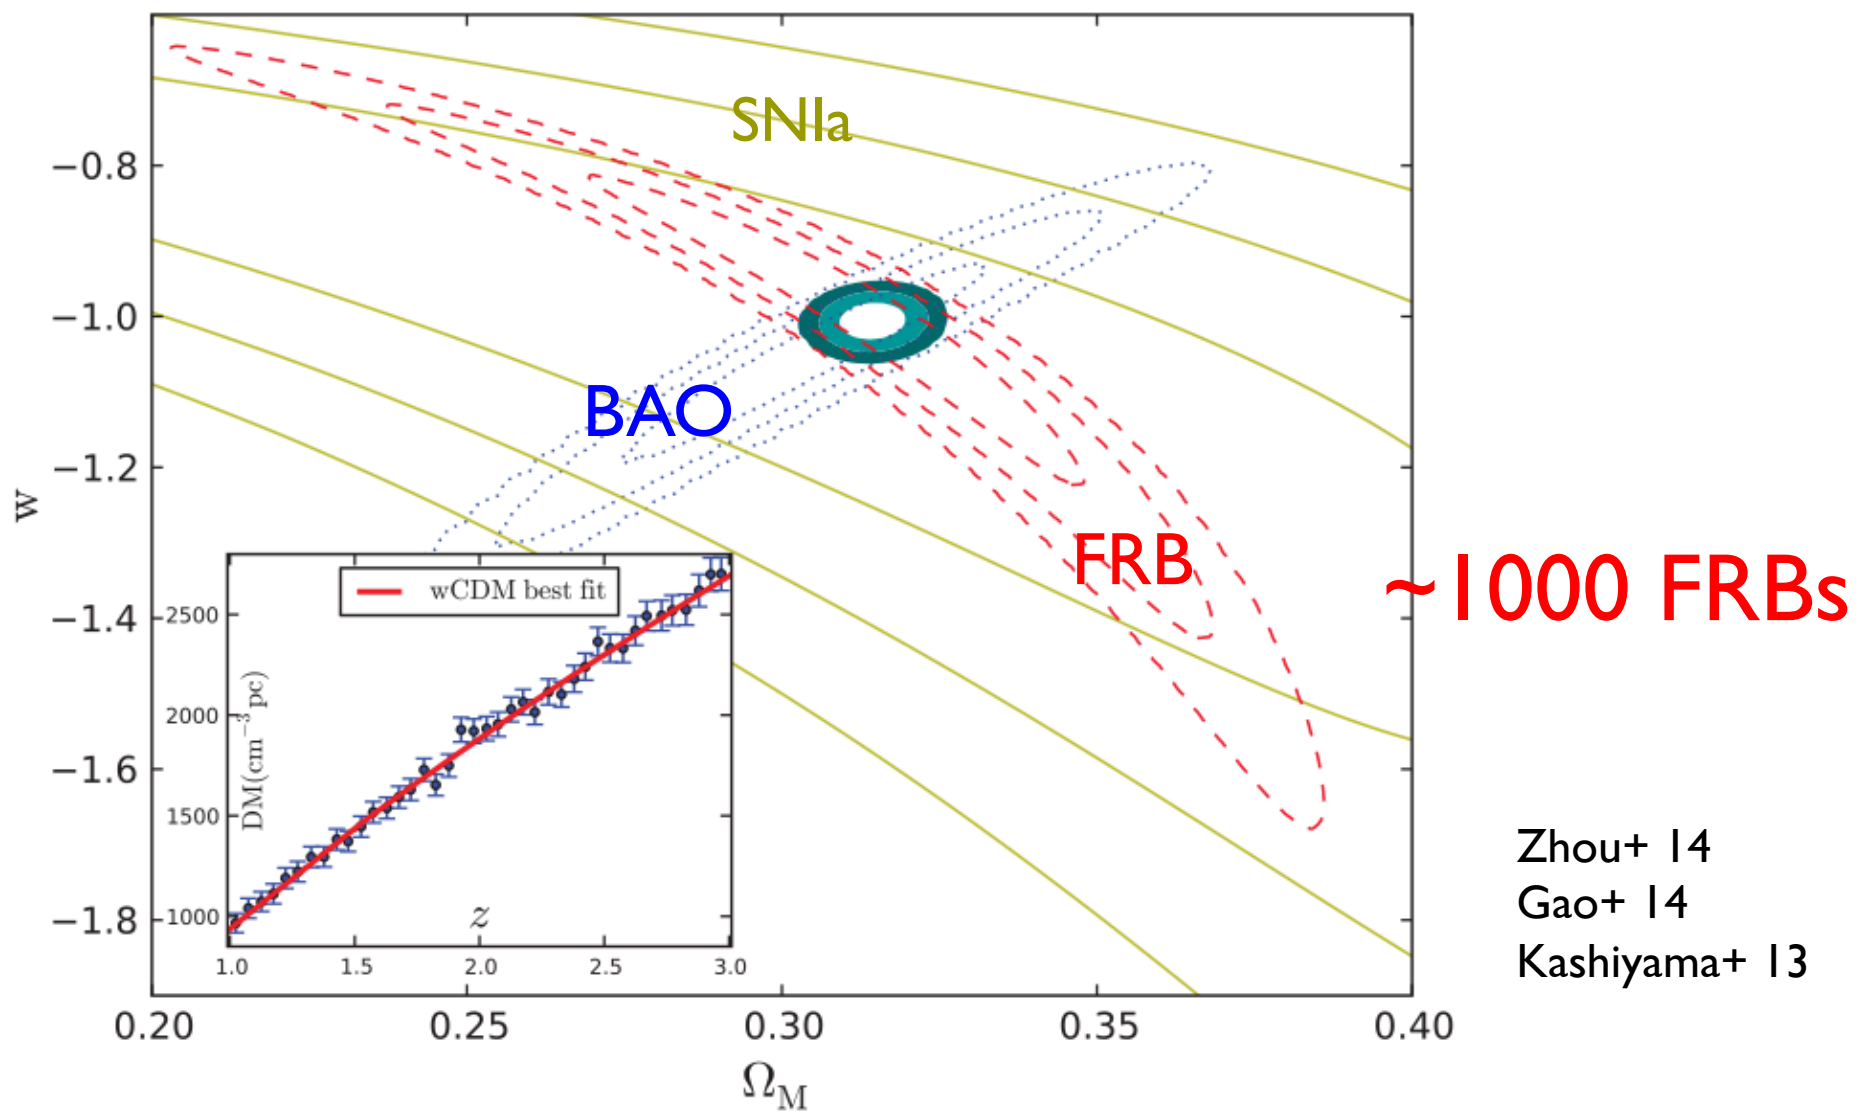 SNIa
BAO
FRB
~1000 FRBs
−0.8
−1.0
−1.2
−1.4
−1.6
−1.8
w
0.20 0.25 0.30 0.35 0.40
Ω_M
wCDM best fit
2500
2000
1500
1000
DM(cm⁻³ pc)
z
1.0 1.5 2.0 2.5 3.0
Zhou+ 14
Gao+ 14
Kashiyama+ 13